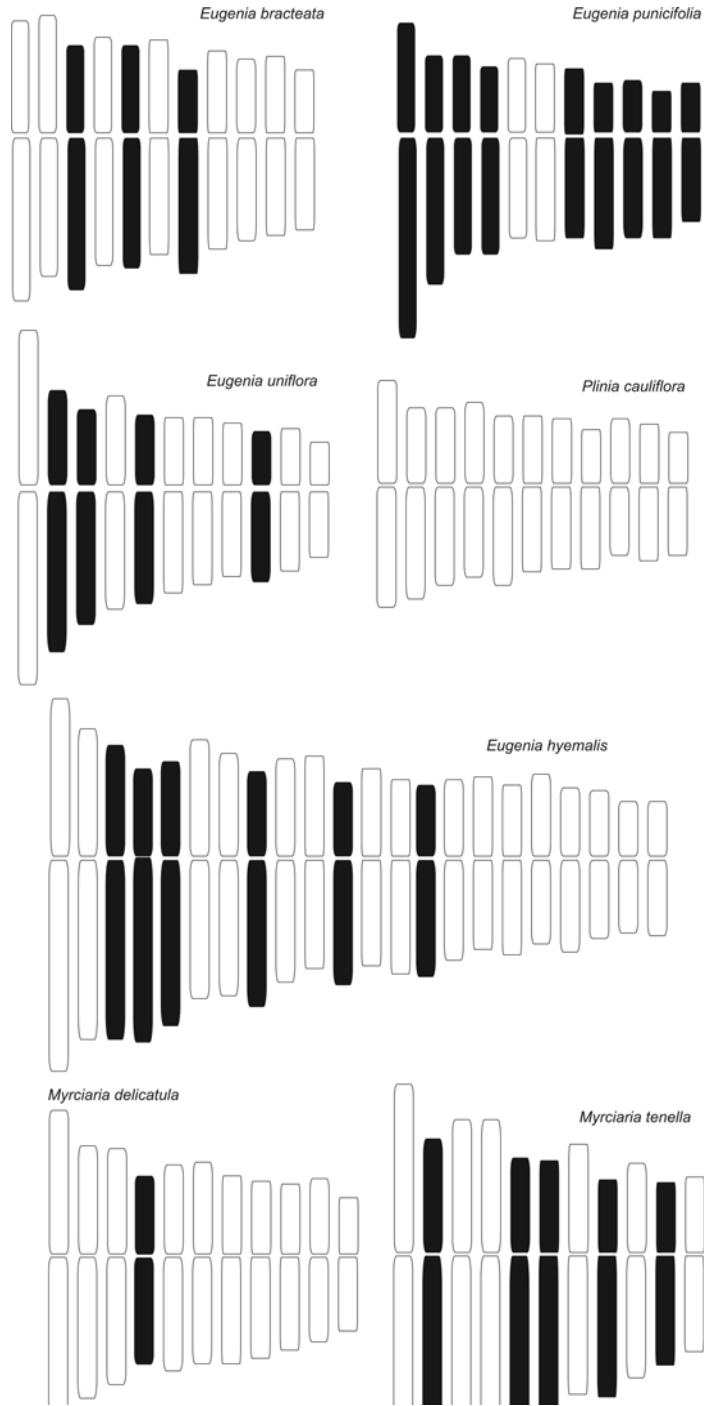 Eugenia bracteata
Eugenia punicifolia
Eugenia uniflora
Plinia cauliflora
Eugenia hyemalis
Myrciaria delicatula
Myrciaria tenella